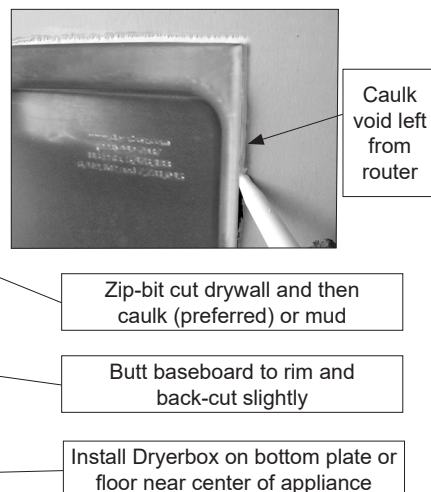 Caulk
void left
from
router
Zip-bit cut drywall and then
caulk (preferred) or mud
Butt baseboard to rim and
back-cut slightly
Install Dryerbox on bottom plate or
floor near center of appliance